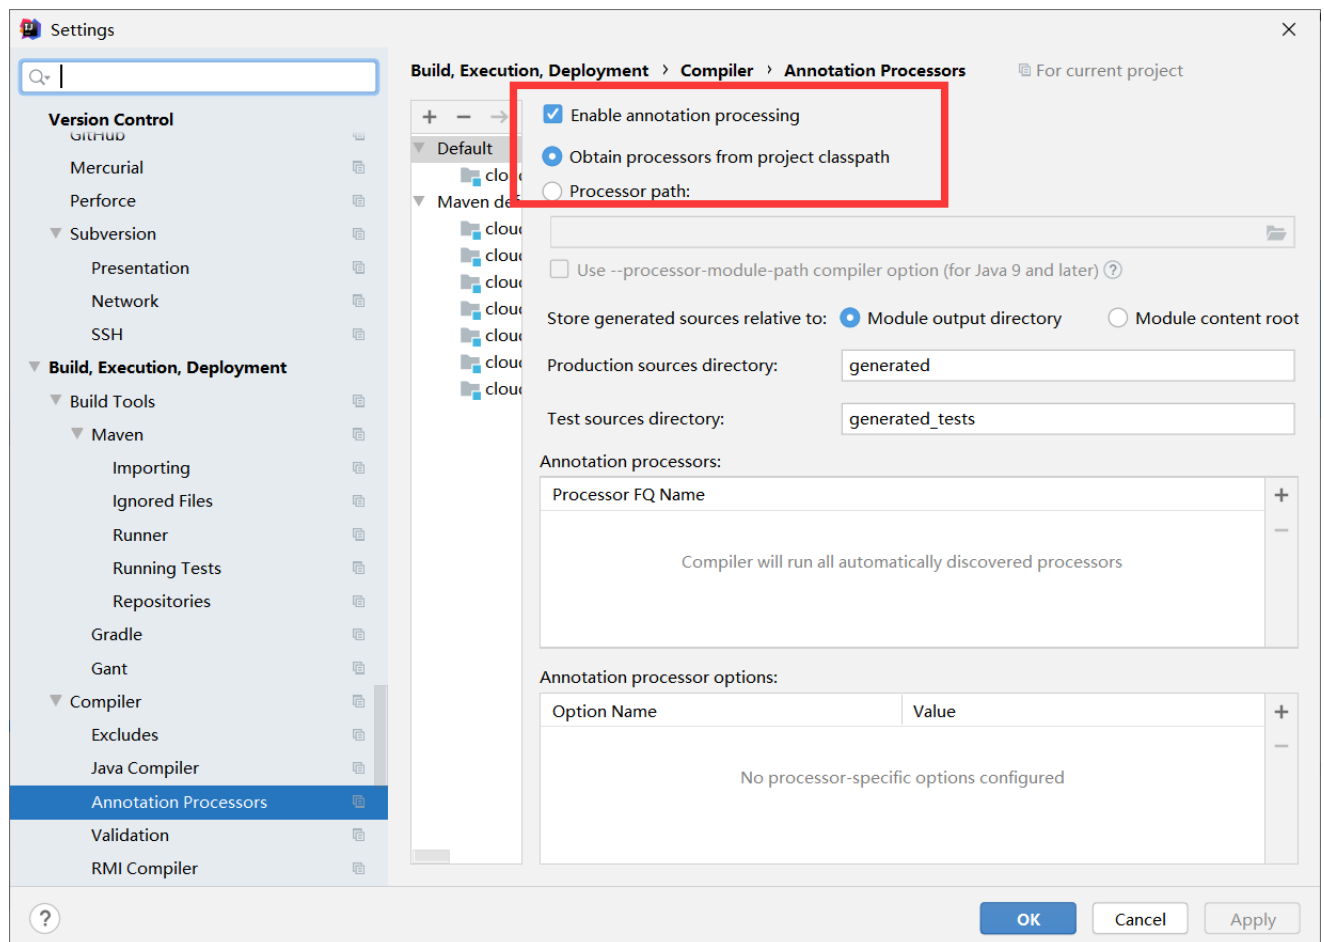 Settings
Build, Execution, Deployment › Compiler › Annotation Processors For current project
Version Control
GitHub
Mercurial
Perforce
Subversion
Presentation
Network
SSH
Build, Execution, Deployment
Build Tools
Maven
Importing
Ignored Files
Runner
Running Tests
Repositories
Gradle
Gant
Compiler
Excludes
Java Compiler
Annotation Processors
Validation
RMI Compiler
Default
Maven
Enable annotation processing
Obtain processors from project classpath
Processor path:
Use --processor-module-path compiler option (for Java 9 and later) ?
Store generated sources relative to: Module output directory Module content root
Production sources directory: generated
Test sources directory: generated_tests
Annotation processors:
Processor FQ Name
Compiler will run all automatically discovered processors
Annotation processor options:
Option Name Value
No processor-specific options configured
? OK Cancel Apply